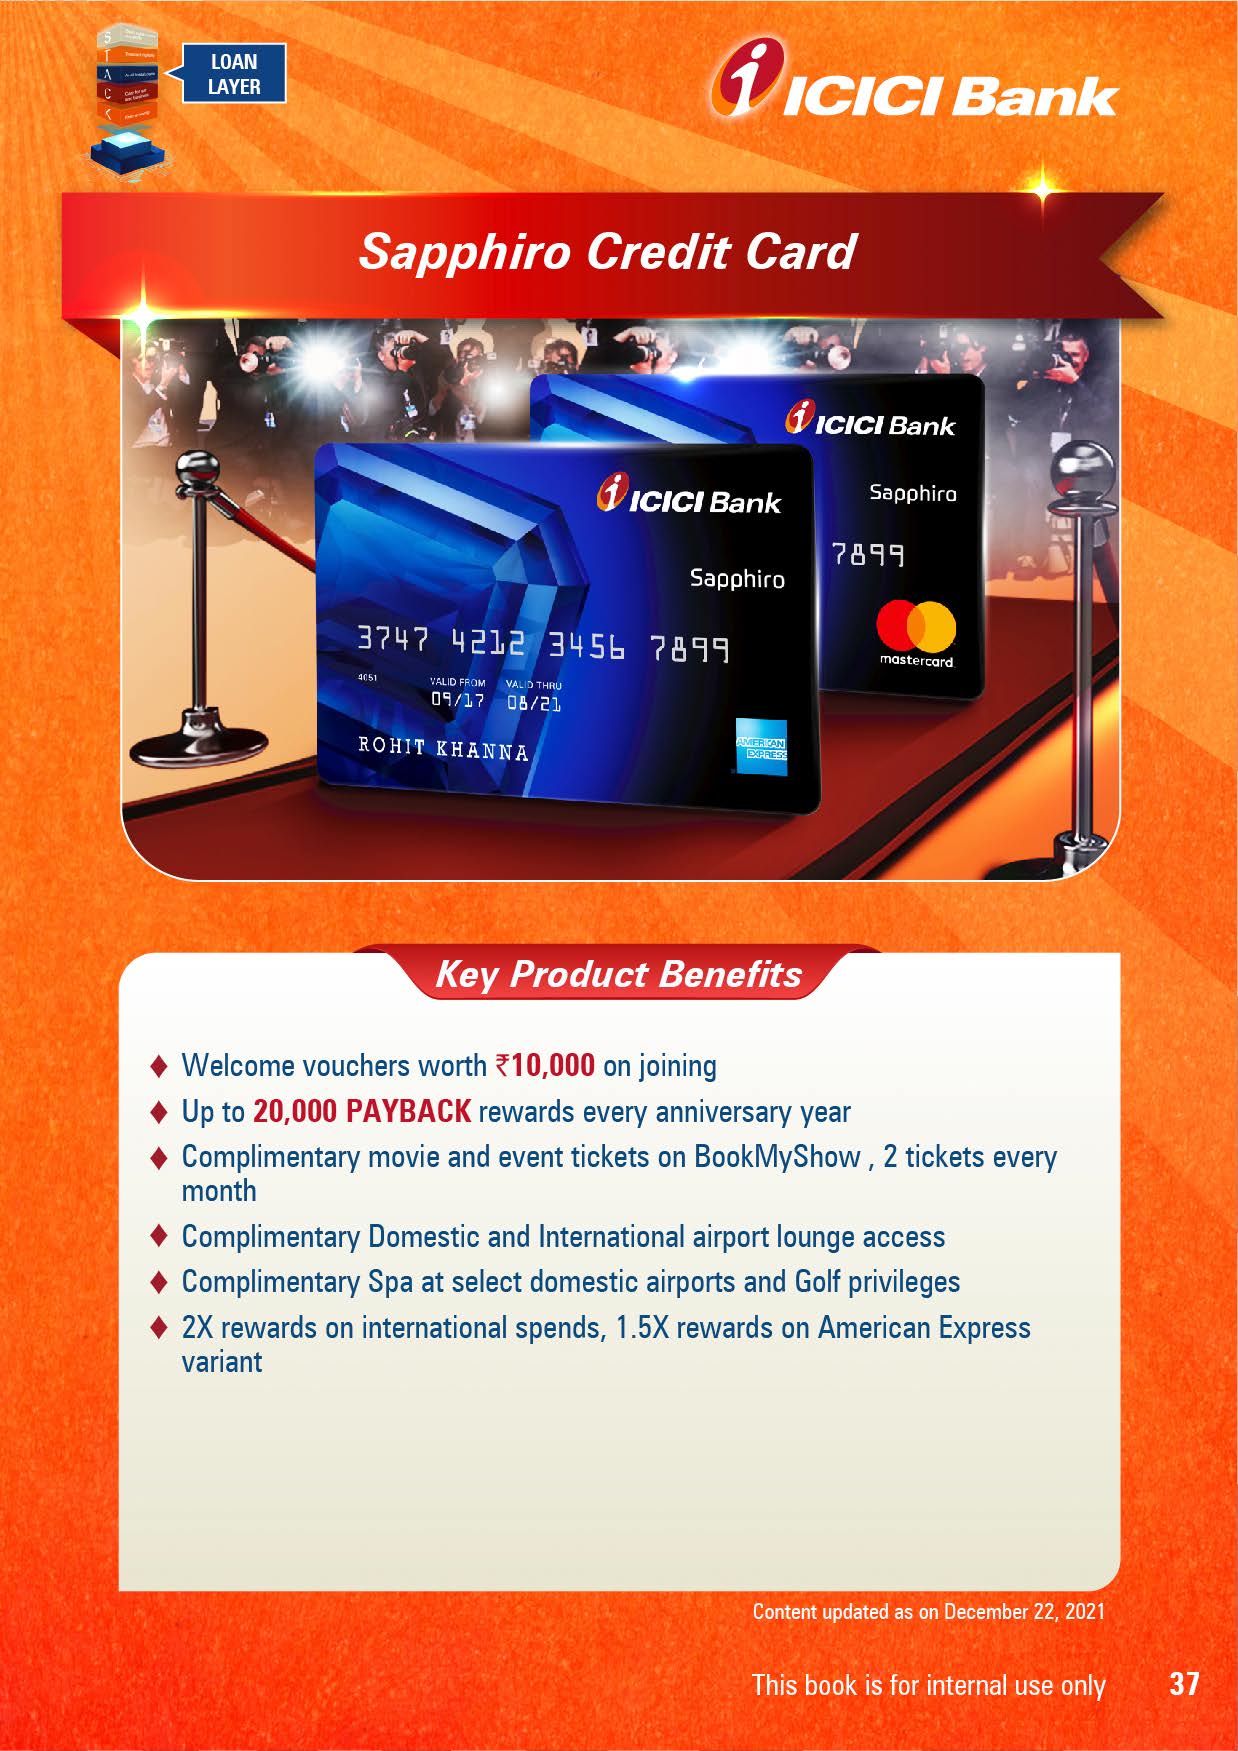 S
T
A
C
K
LOAN
LAYER
ICICI Bank
Sapphiro Credit Card
ICICI Bank
Sapphiro
7899
mastercard
ICICI Bank
Sapphiro
3747 4212 3456 7899
4051 VALID FROM VALID THRU
09/17 08/21
ROHIT KHANNA
AMERICAN
EXPRESS
Key Product Benefits
♦ Welcome vouchers worth ₹10,000 on joining
♦ Up to 20,000 PAYBACK rewards every anniversary year
♦ Complimentary movie and event tickets on BookMyShow , 2 tickets every
month
♦ Complimentary Domestic and International airport lounge access
♦ Complimentary Spa at select domestic airports and Golf privileges
♦ 2X rewards on international spends, 1.5X rewards on American Express
variant
Content updated as on December 22, 2021
This book is for internal use only 37